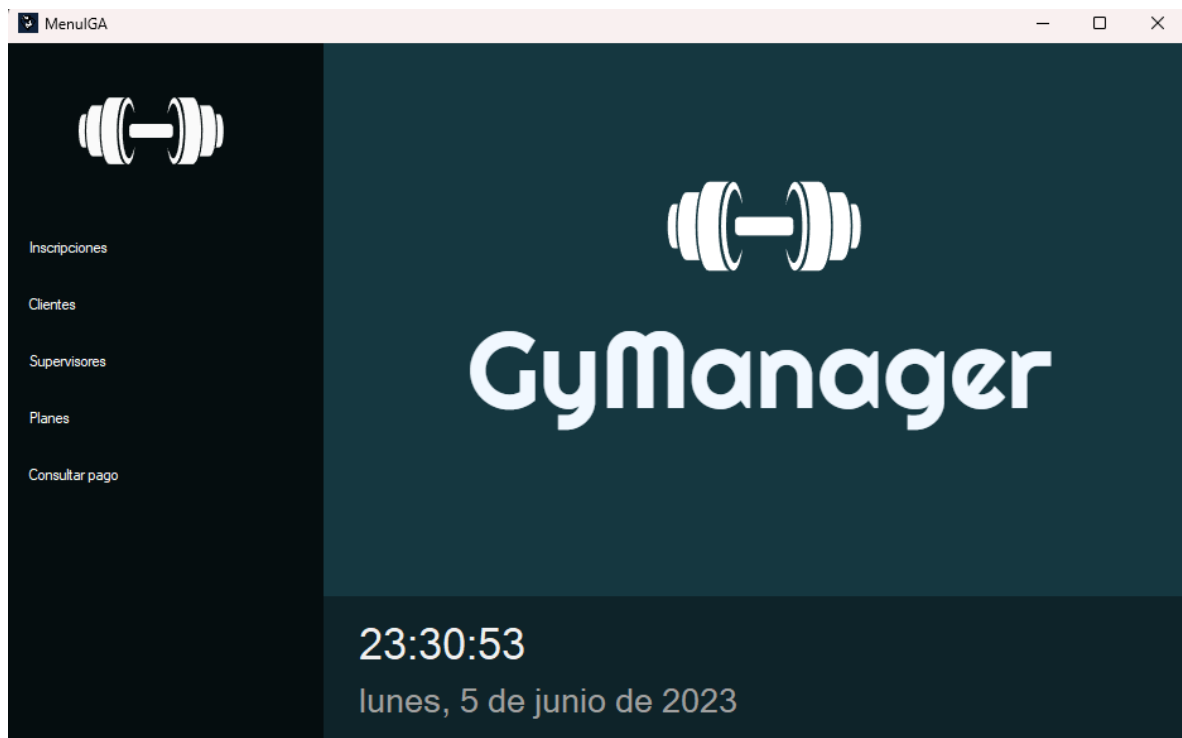 MenuIGA
Inscripciones
Clientes
Supervisores
Planes
Consultar pago
GyManager
23:30:53
lunes, 5 de junio de 2023